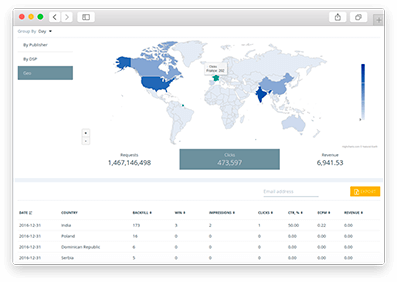 Group By: Day
By Publisher
By DSP
Geo
Clicks
France: 202
+
-
Requests
1,467,146,498
Clicks
473,597
Revenue
6,941.53
Email address
DATE
COUNTRY
BACKFILL
WIN, %
IMPRESSIONS
CLICKS
CTR, %
ECPM
REVENUE
2016-12-31 India 173 3 2 1 50.00 0.22 0.00
2016-12-31 Poland 16 0 0 0 0.00 0.00 0.00
2016-12-31 Dominican Republic 6 0 0 0 0.00 0.00 0.00
2016-12-31 Serbia 5 0 0 0 0.00 0.00 0.00